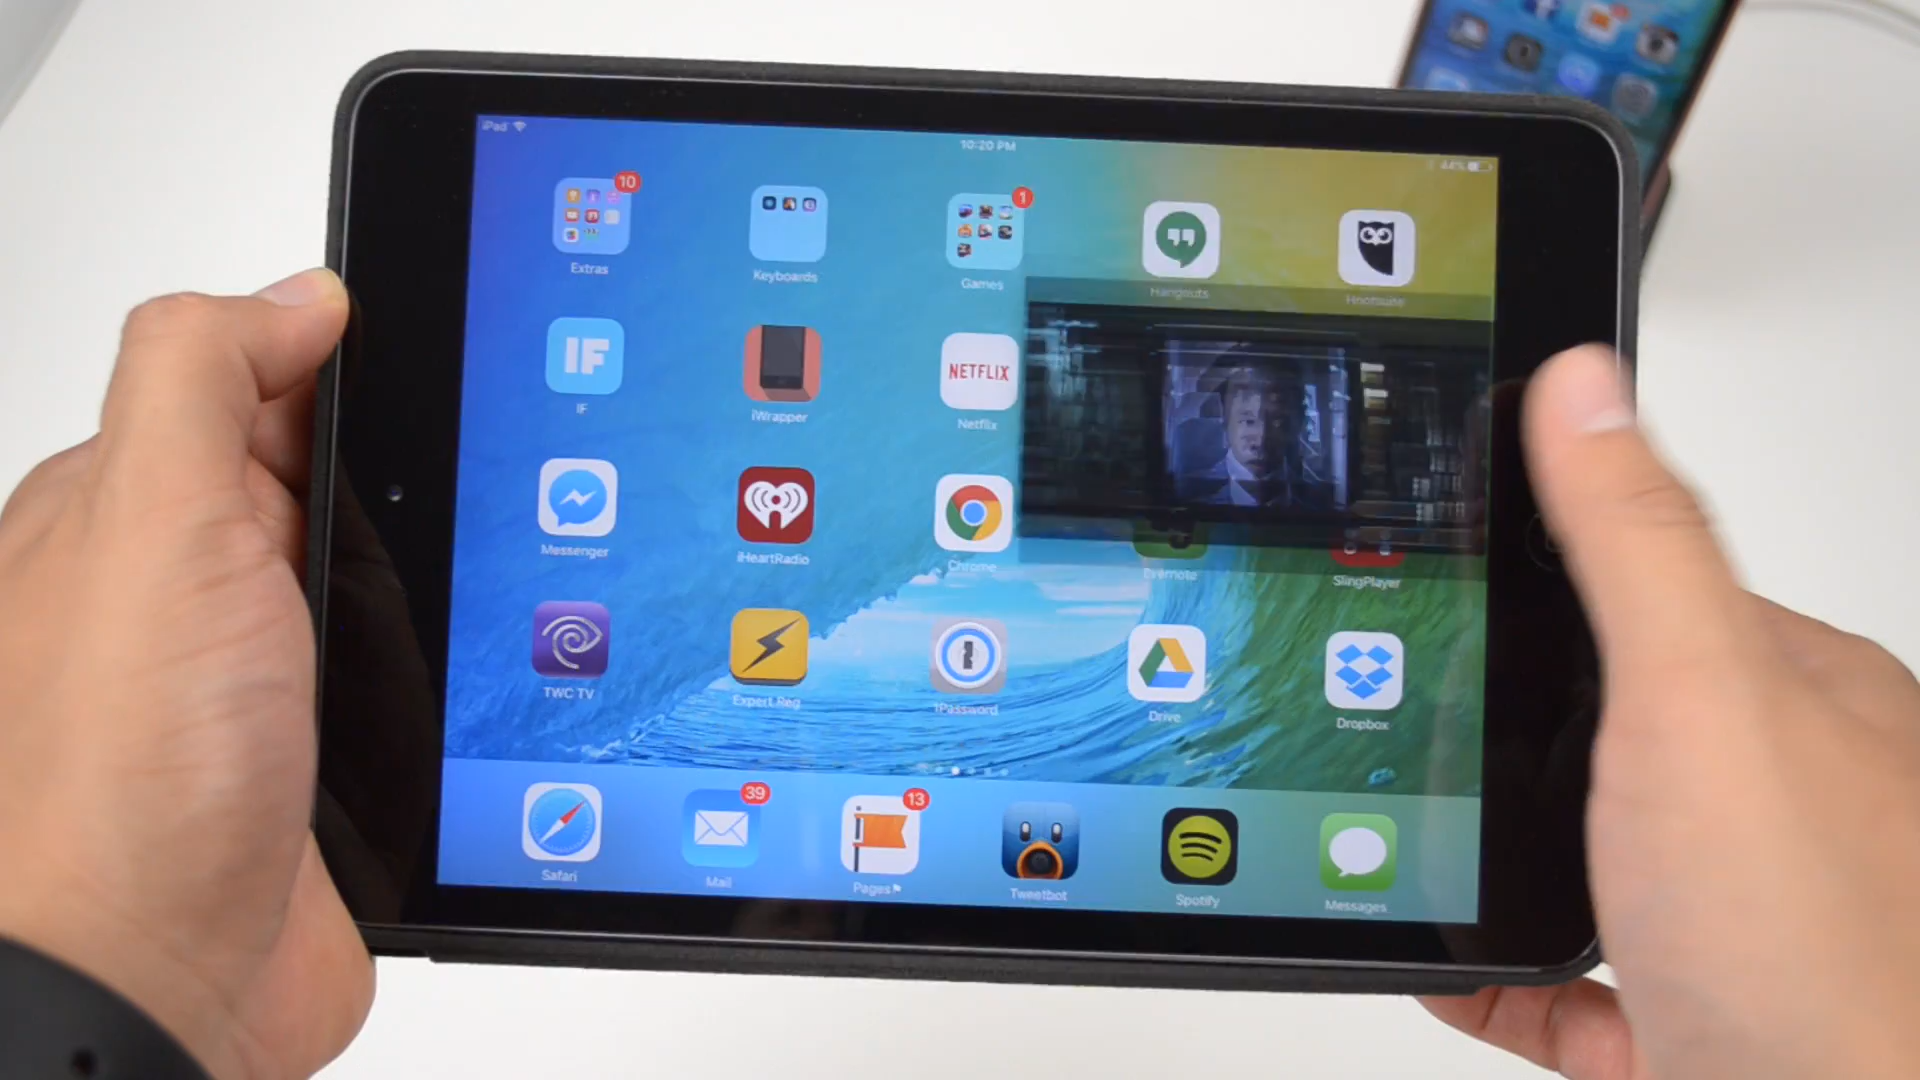 iPad
10:20 PM
44%
10
1
Extras
Keyboards
Games
Hangouts
Hootsuite
IF
NETFLIX
IF
iWrapper
Netflix
Messenger
iHeartRadio
Chrome
Evernote
SlingPlayer
TWC TV
Expert Reg
1Password
Drive
Dropbox
39
13
Safari
Mail
Pages
Tweetbot
Spotify
Messages